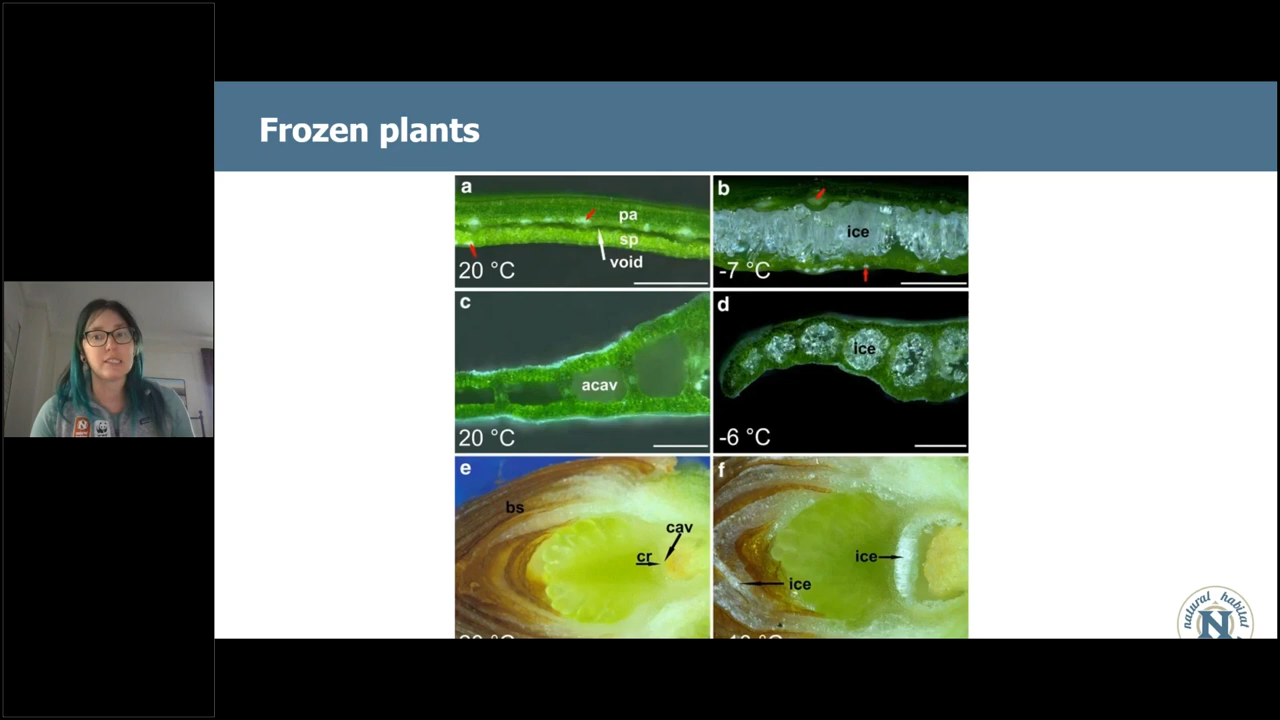 Frozen plants
a
pa
sp
void
20 °C
b
ice
-7 °C
c
acav
20 °C
d
ice
-6 °C
e
bs
cav
cr
f
ice
ice
natural habitat
N